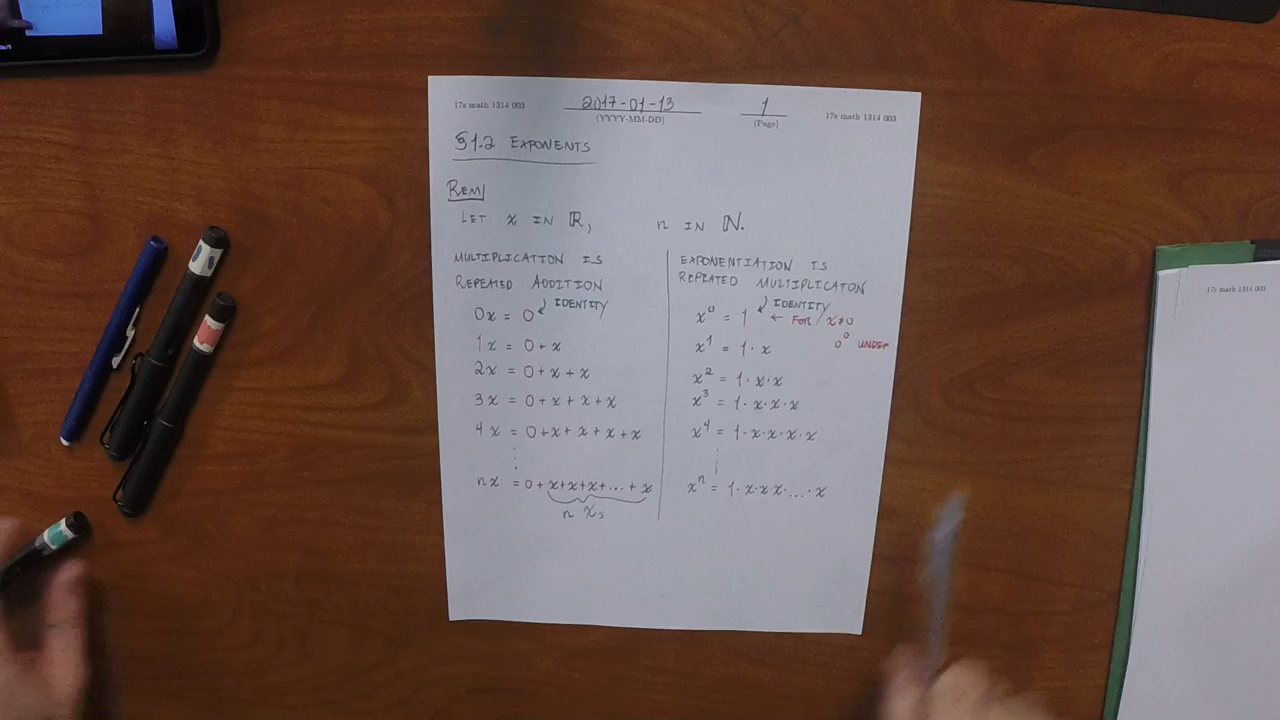 17s math 1314 003
2017-01-13
(YYYY-MM-DD)
1
(Page)
17s math 1314 003
§1.2 EXPONENTS
REM
LET x IN ℝ, n IN ℕ.
MULTIPLICATION IS
REPEATED ADDITION
IDENTITY
0x = 0
1x = 0 + x
2x = 0 + x + x
3x = 0 + x + x + x
4x = 0 + x + x + x + x
⋮
nx = 0 + x + x + x + ... + x
n xs
EXPONENTIATION IS
REPEATED MULTIPLICATON
IDENTITY
x⁰ = 1 ← FOR x≠0
0⁰ UNDEF
x¹ = 1 · x
x² = 1 · x · x
x³ = 1 · x · x · x
x⁴ = 1 · x · x · x · x
⋮
xⁿ = 1 · x · x · x · ... · x
17s math 1314 003